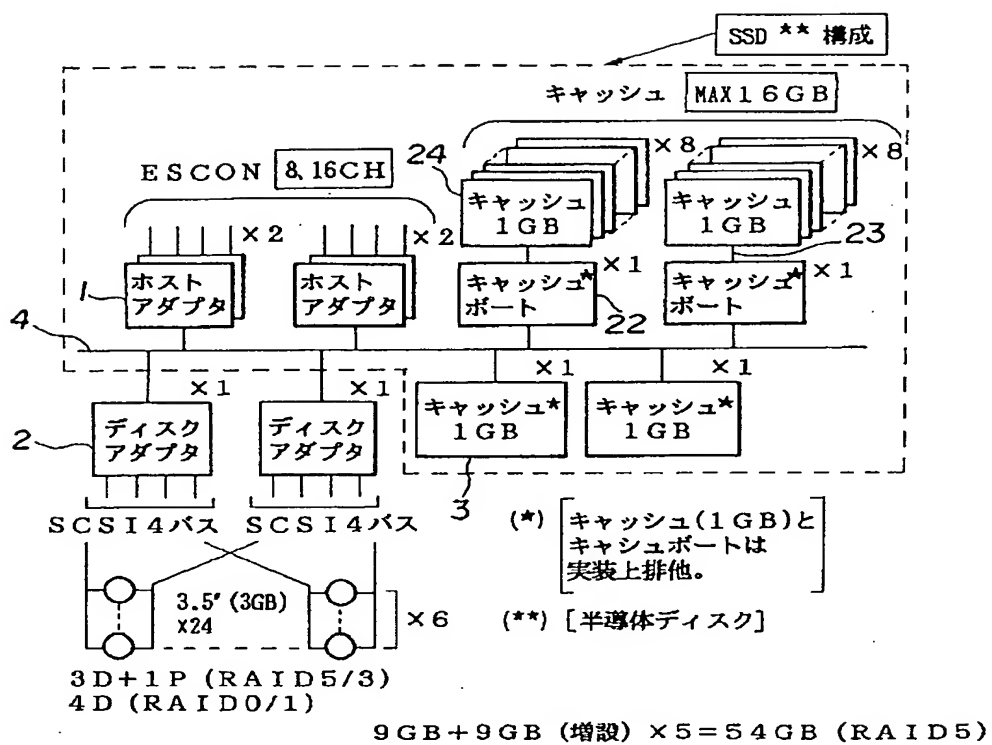 SSD ** 構成
キャッシュ MAX16GB
ESCON 8、16CH
24
×8
×8
キャッシュ
1GB
キャッシュ
1GB
23
×2
×2
×1
×1
1
ホスト
アダプタ
ホスト
アダプタ
キャッシュ*
ボート
22
キャッシュ*
ボート
4
×1
×1
×1
×1
2
ディスク
アダプタ
ディスク
アダプタ
キャッシュ*
1GB
キャッシュ*
1GB
3
SCSI4バス
SCSI4バス
(*) [キャッシュ(1GB)と
キャシュボートは
実装上排他。]
3.5" (3GB)
×24
×6
(**) [半導体ディスク]
3D+1P (RAID5/3)
4D (RAID0/1)
9GB+9GB (増設) ×5=54GB (RAID5)